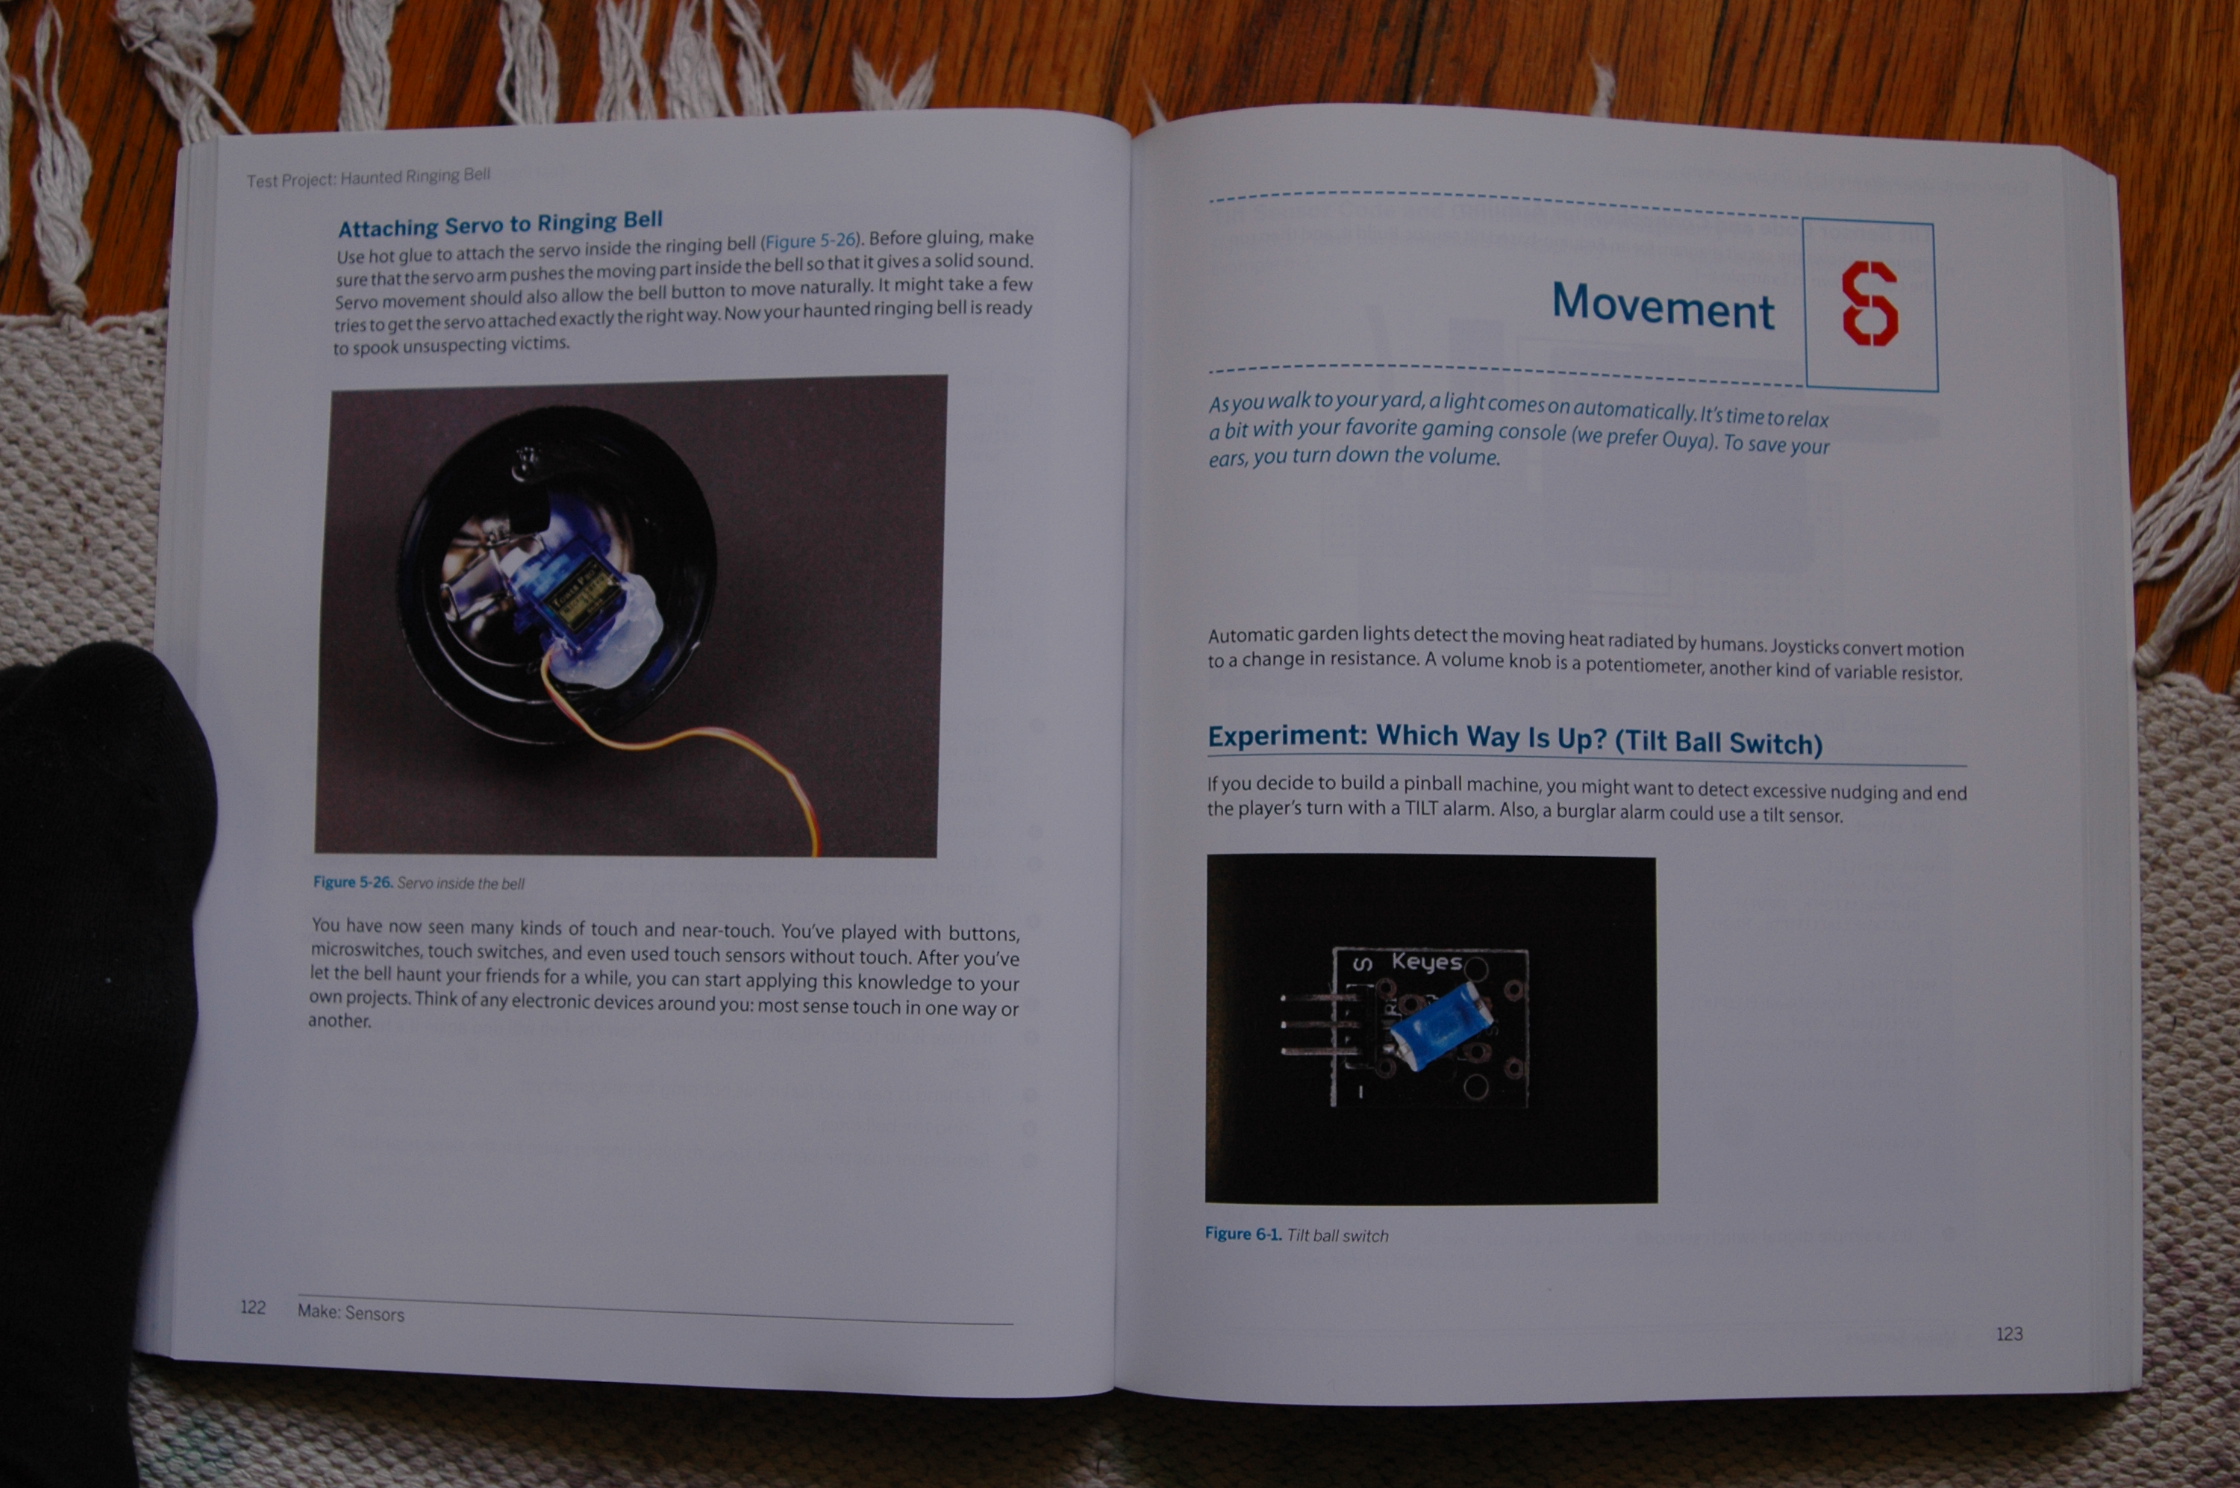 Test Project: Haunted Ringing Bell
Attaching Servo to Ringing Bell
Use hot glue to attach the servo inside the ringing bell (Figure 5-26). Before gluing, make
sure that the servo arm pushes the moving part inside the bell so that it gives a solid sound.
Servo movement should also allow the bell button to move naturally. It might take a few
tries to get the servo attached exactly the right way. Now your haunted ringing bell is ready
to spook unsuspecting victims.
Figure 5-26. Servo inside the bell
You have now seen many kinds of touch and near-touch. You've played with buttons,
microswitches, touch switches, and even used touch sensors without touch. After you've
let the bell haunt your friends for a while, you can start applying this knowledge to your
own projects. Think of any electronic devices around you: most sense touch in one way or
another.
122 Make: Sensors
Movement 6
As you walk to your yard, a light comes on automatically. It's time to relax
a bit with your favorite gaming console (we prefer Ouya). To save your
ears, you turn down the volume.
Automatic garden lights detect the moving heat radiated by humans. Joysticks convert motion
to a change in resistance. A volume knob is a potentiometer, another kind of variable resistor.
Experiment: Which Way Is Up? (Tilt Ball Switch)
If you decide to build a pinball machine, you might want to detect excessive nudging and end
the player's turn with a TILT alarm. Also, a burglar alarm could use a tilt sensor.
S Keyes
Figure 6-1. Tilt ball switch
123